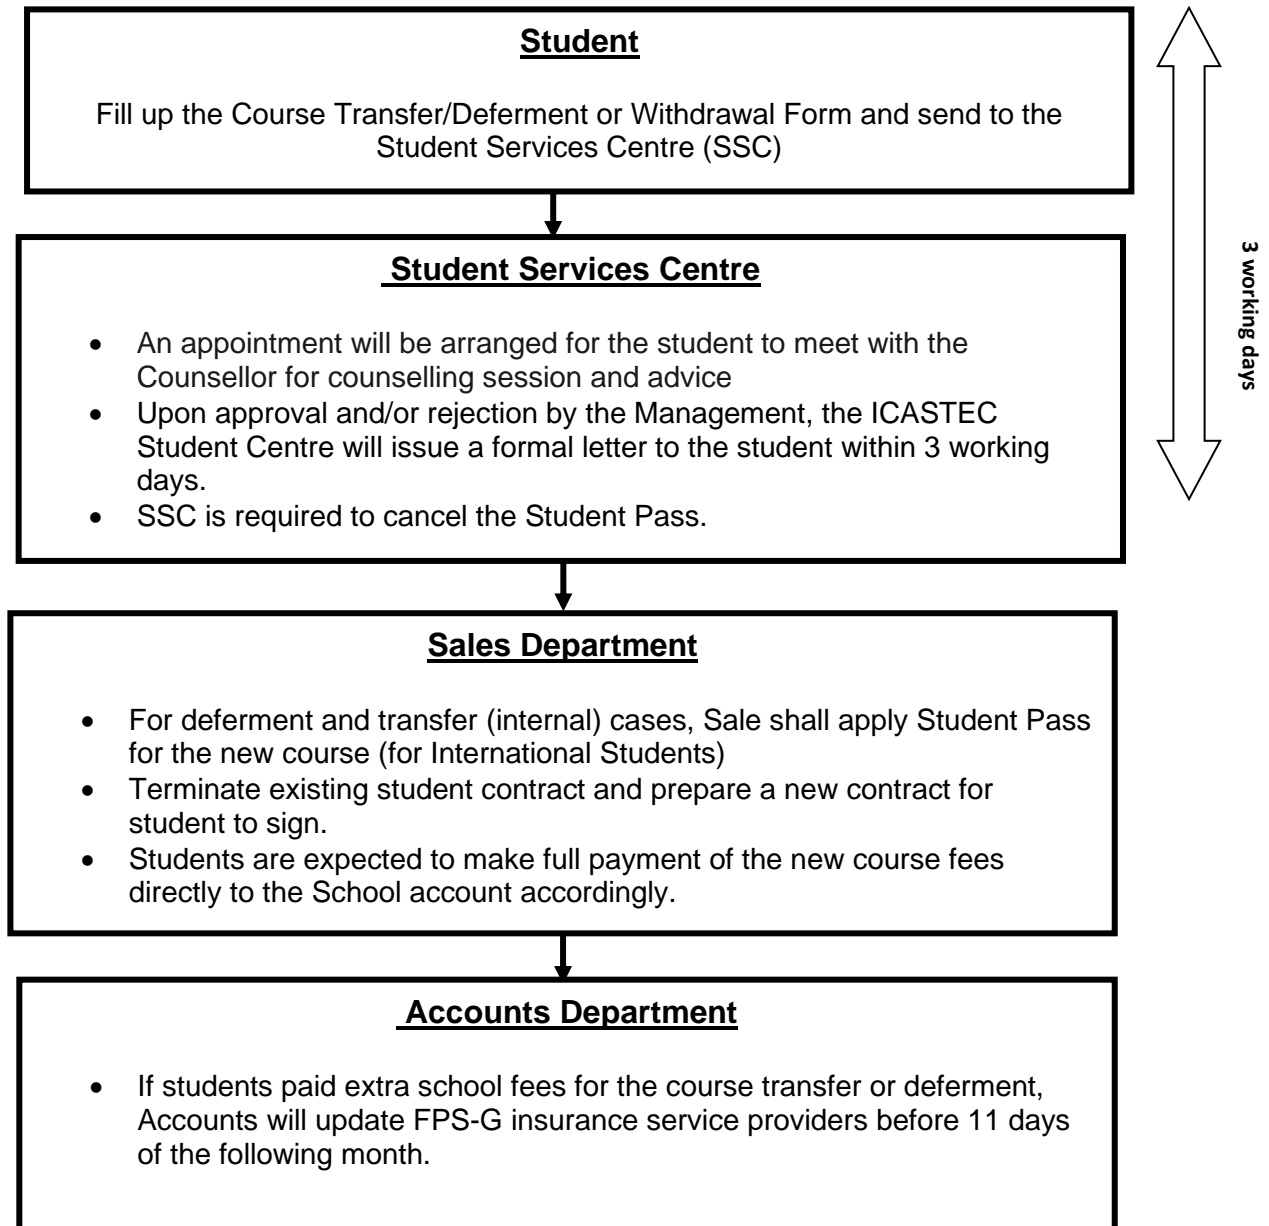 Student
Fill up the Course Transfer/Deferment or Withdrawal Form and send to the
Student Services Centre (SSC)
3 working days
Student Services Centre
• An appointment will be arranged for the student to meet with the
Counsellor for counselling session and advice
• Upon approval and/or rejection by the Management, the ICASTEC
Student Centre will issue a formal letter to the student within 3 working
days.
• SSC is required to cancel the Student Pass.
Sales Department
• For deferment and transfer (internal) cases, Sale shall apply Student Pass
for the new course (for International Students)
• Terminate existing student contract and prepare a new contract for
student to sign.
• Students are expected to make full payment of the new course fees
directly to the School account accordingly.
Accounts Department
• If students paid extra school fees for the course transfer or deferment,
Accounts will update FPS-G insurance service providers before 11 days
of the following month.